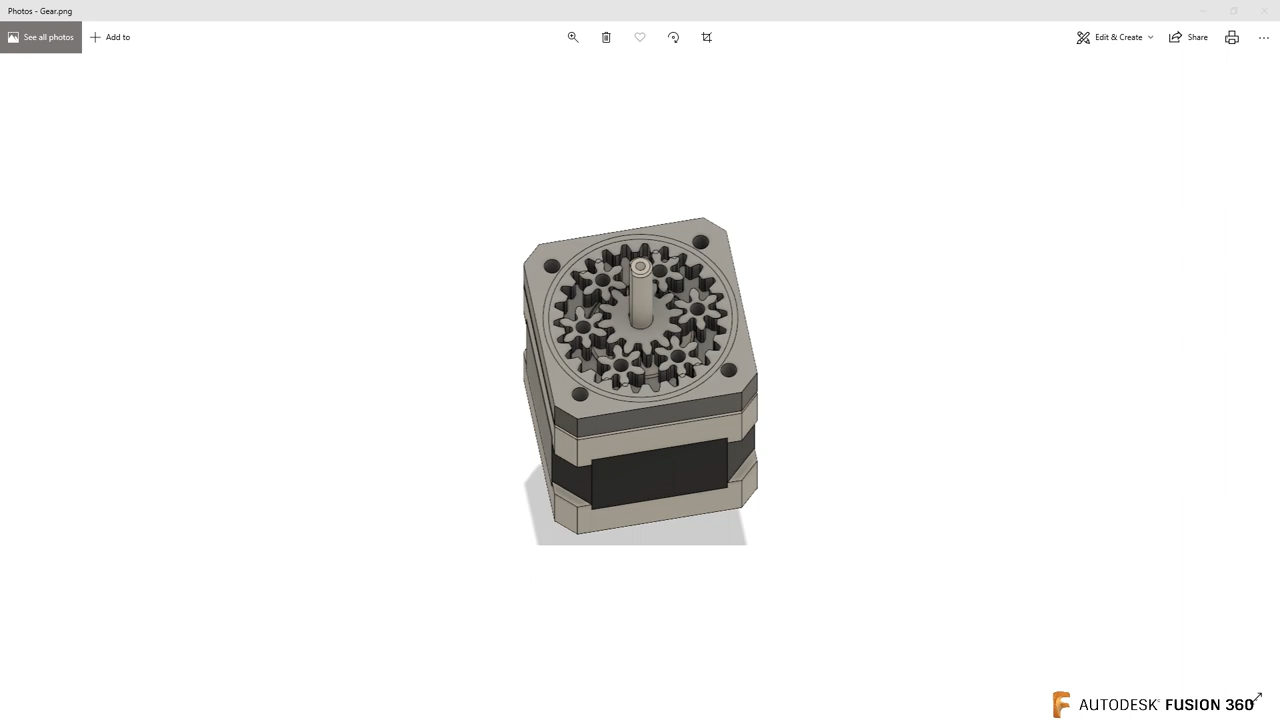 Photos - Gear.png
See all photos
Add to
Edit & Create
Share
AUTODESK® FUSION 360